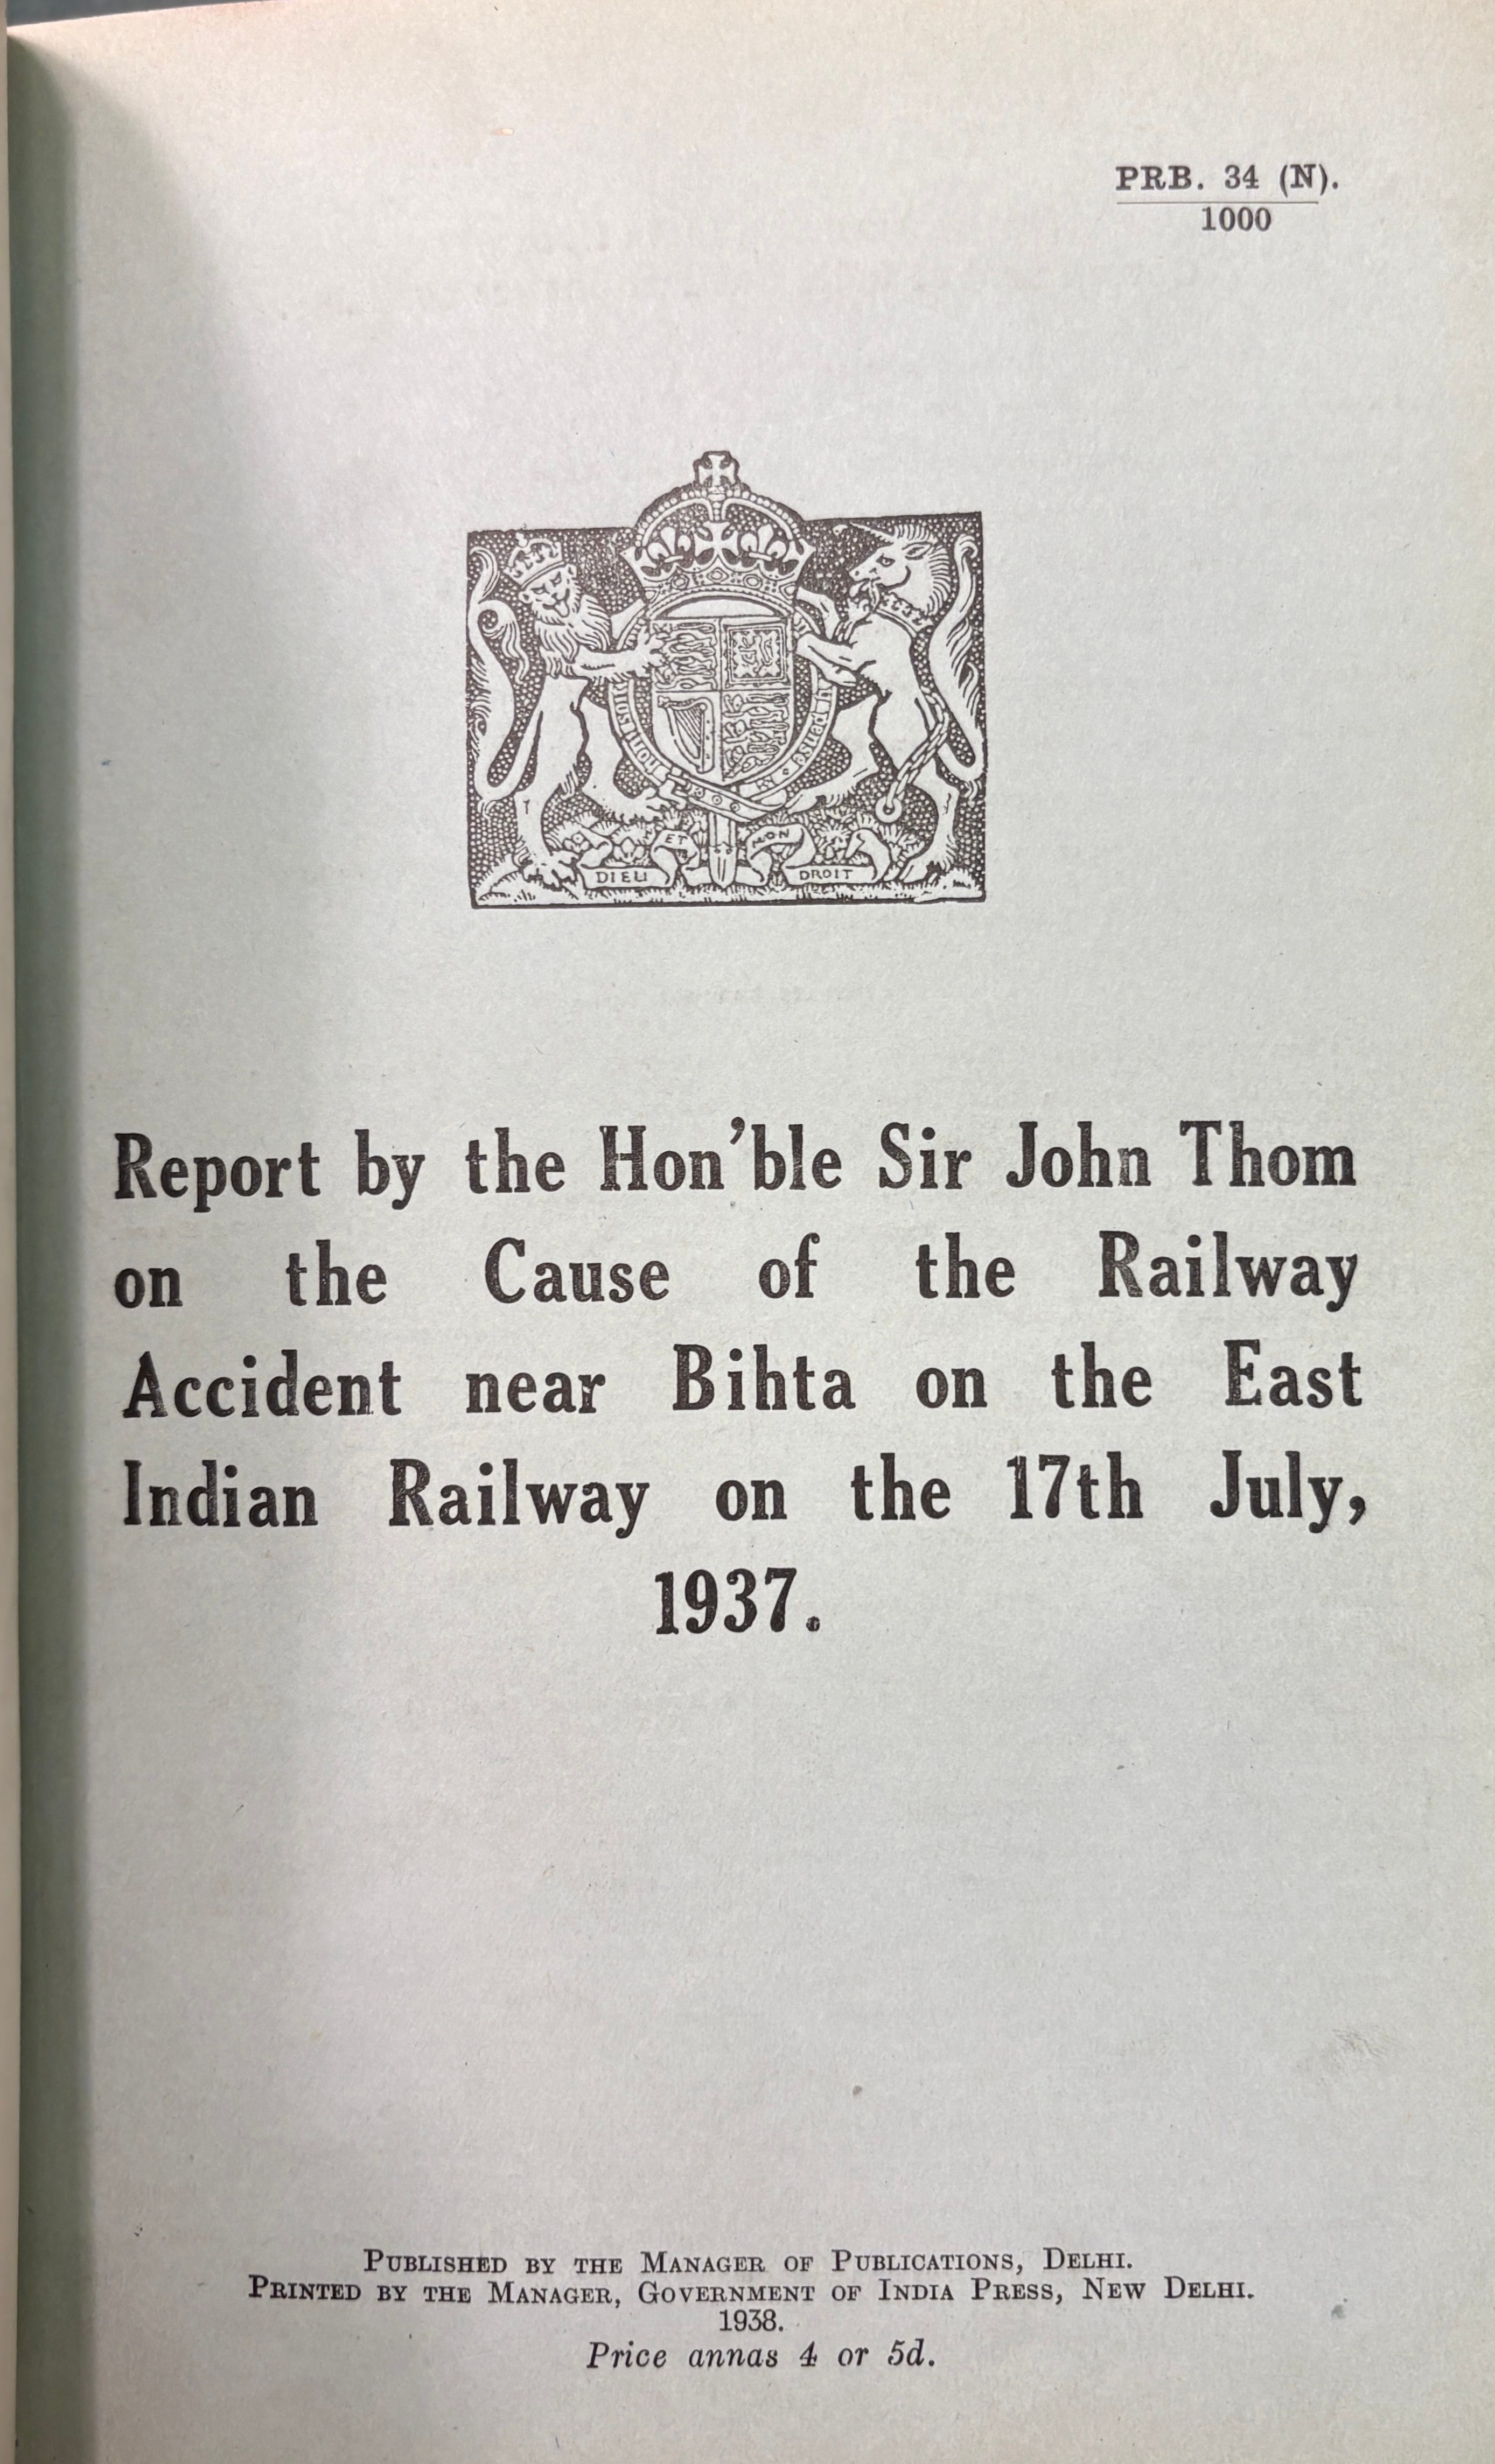 PRB. 34 (N).
1000
DIEU
ET
MON
DROIT
Report by the Hon'ble Sir John Thom
on the Cause of the Railway
Accident near Bihta on the East
Indian Railway on the 17th July,
1937.
PUBLISHED BY THE MANAGER OF PUBLICATIONS, DELHI.
PRINTED BY THE MANAGER, GOVERNMENT OF INDIA PRESS, NEW DELHI.
1938.
Price annas 4 or 5d.